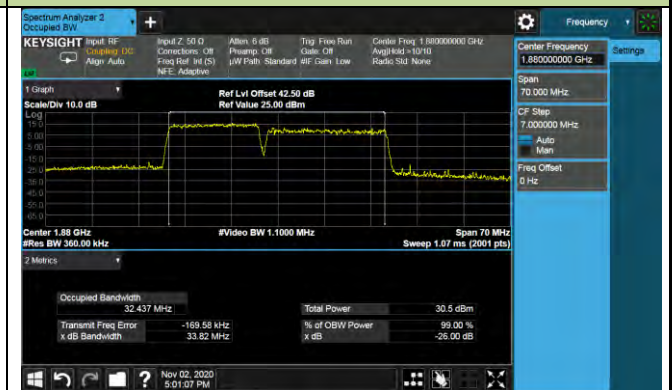 Spectrum Analyzer 2
Occupied BW
Frequency
KEYSIGHT
Input: RF
Coupling: DC
Align: Auto
Input Z: 50 Ω
Corrections: Off
Freq Ref: Int (S)
NFE: Adaptive
Atten: 6 dB
Preamp: Off
µW Path: Standard
Trig: Free Run
Gate: Off
#IF Gain: Low
Center Freq: 1.880000000 GHz
Avg|Hold:>10/10
Radio Std: None
Center Frequency
1.880000000 GHz
Settings
Span
70.000 MHz
CF Step
7.000000 MHz
Auto
Man
Freq Offset
0 Hz
1 Graph
Scale/Div 10.0 dB
Ref Lvl Offset 42.50 dB
Ref Value 25.00 dBm
Log
15.0
5.00
-5.00
-15.0
-25.0
-35.0
-45.0
-55.0
-65.0
Center 1.88 GHz
#Video BW 1.1000 MHz
Span 70 MHz
#Res BW 360.00 kHz
Sweep 1.07 ms (2001 pts)
2 Metrics
Occupied Bandwidth
32.437 MHz
Total Power
30.5 dBm
Transmit Freq Error
-169.58 kHz
% of OBW Power
99.00 %
x dB Bandwidth
33.82 MHz
x dB
-26.00 dB
?
Nov 02, 2020
5:01:07 PM